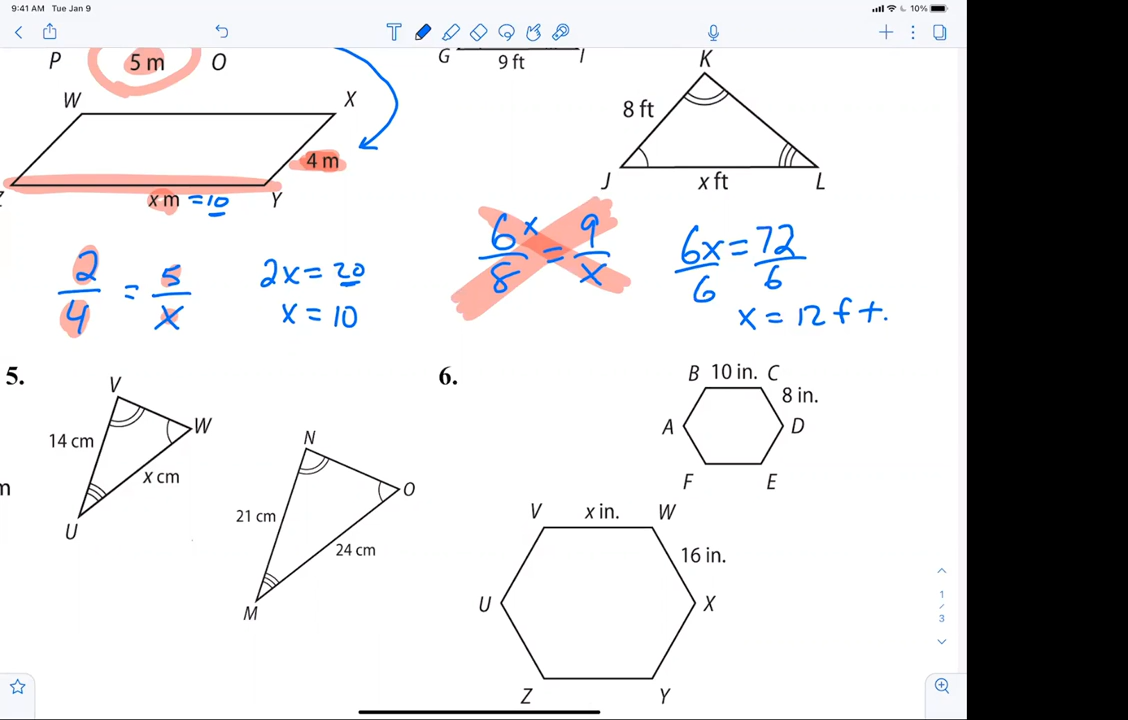 9:41 AM Tue Jan 9
10%
T
P 5 m O
G 9 ft I
W X
4 m
x m = 10 Y
K
8 ft
J x ft L
2/4 = 5/x
2x = 20
x = 10
6/8 x = 9/x
6x/6 = 72/6
x = 12 ft.
5.
V
14 cm W
x cm
U
N
O
21 cm
24 cm
M
6.
B 10 in. C
8 in.
A D
F E
V x in. W
16 in.
U X
Z Y
m
1
/
3